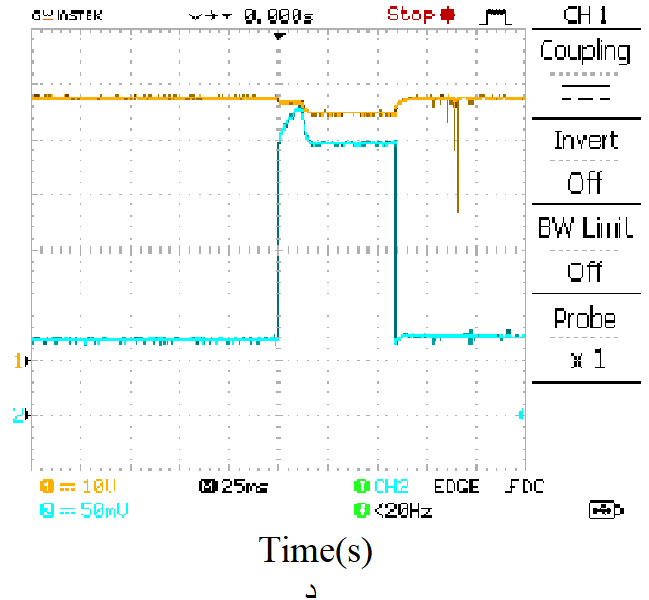 GW INSTEK 0.000s Stop CH 1
Coupling
Invert
Off
BW Limit
Off
Probe
x 1
1
2
1 10V M 25ms CH2 EDGE DC
2 50mV <20Hz
Time(s)
د